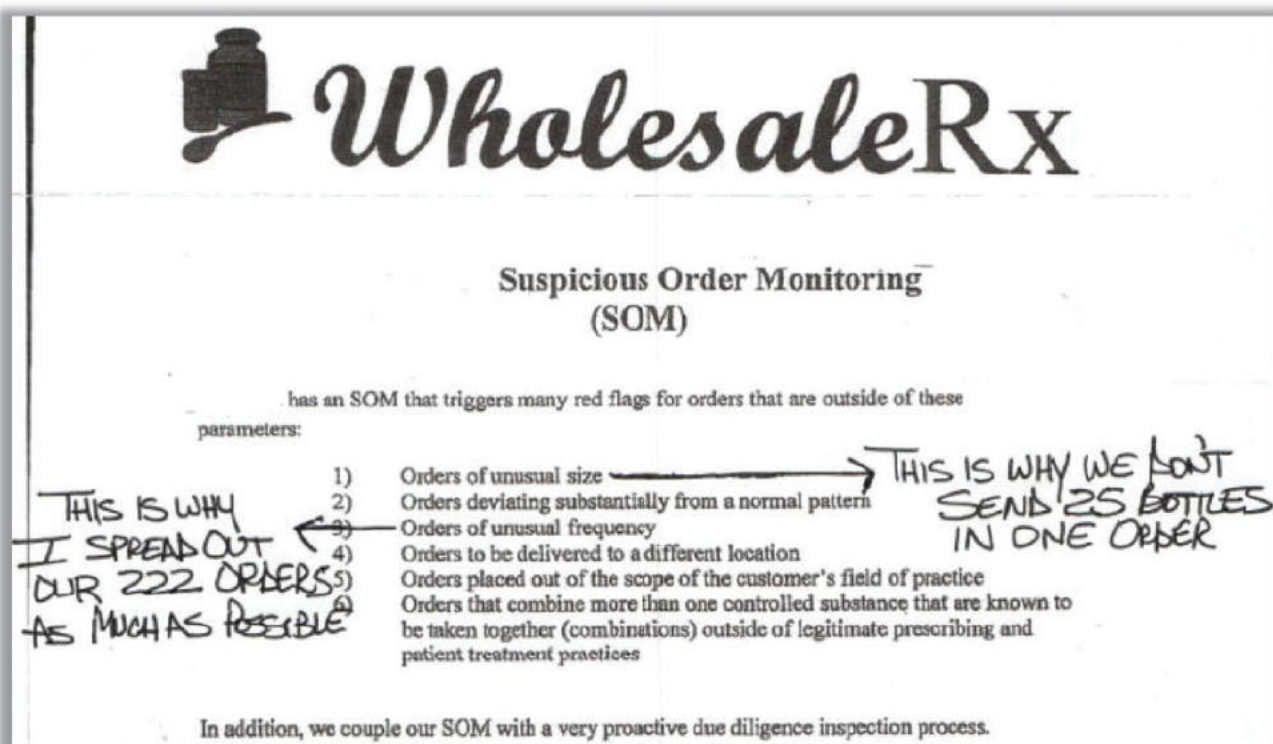 WholesaleRx
Suspicious Order Monitoring
(SOM)
has an SOM that triggers many red flags for orders that are outside of these
parameters:
1) Orders of unusual size
2) Orders deviating substantially from a normal pattern
3) Orders of unusual frequency
4) Orders to be delivered to a different location
5) Orders placed out of the scope of the customer's field of practice
6) Orders that combine more than one controlled substance that are known to
be taken together (combinations) outside of legitimate prescribing and
patient treatment practices
THIS IS WHY WE DON'T
SEND 25 BOTTLES
IN ONE ORDER
THIS IS WHY
I SPREAD OUT
OUR 222 ORDERS
AS MUCH AS POSSIBLE
In addition, we couple our SOM with a very proactive due diligence inspection process.